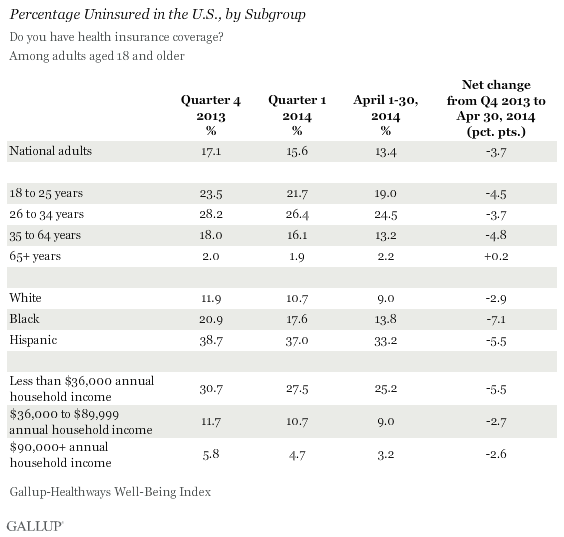 Percentage Uninsured in the U.S., by Subgroup
Do you have health insurance coverage?
Among adults aged 18 and older
Quarter 4 2013 % Quarter 1 2014 % April 1-30, 2014 % Net change from Q4 2013 to Apr 30, 2014 (pct. pts.)
National adults 17.1 15.6 13.4 -3.7
18 to 25 years 23.5 21.7 19.0 -4.5
26 to 34 years 28.2 26.4 24.5 -3.7
35 to 64 years 18.0 16.1 13.2 -4.8
65+ years 2.0 1.9 2.2 +0.2
White 11.9 10.7 9.0 -2.9
Black 20.9 17.6 13.8 -7.1
Hispanic 38.7 37.0 33.2 -5.5
Less than $36,000 annual household income 30.7 27.5 25.2 -5.5
$36,000 to $89,999 annual household income 11.7 10.7 9.0 -2.7
$90,000+ annual household income 5.8 4.7 3.2 -2.6
Gallup-Healthways Well-Being Index
GALLUP